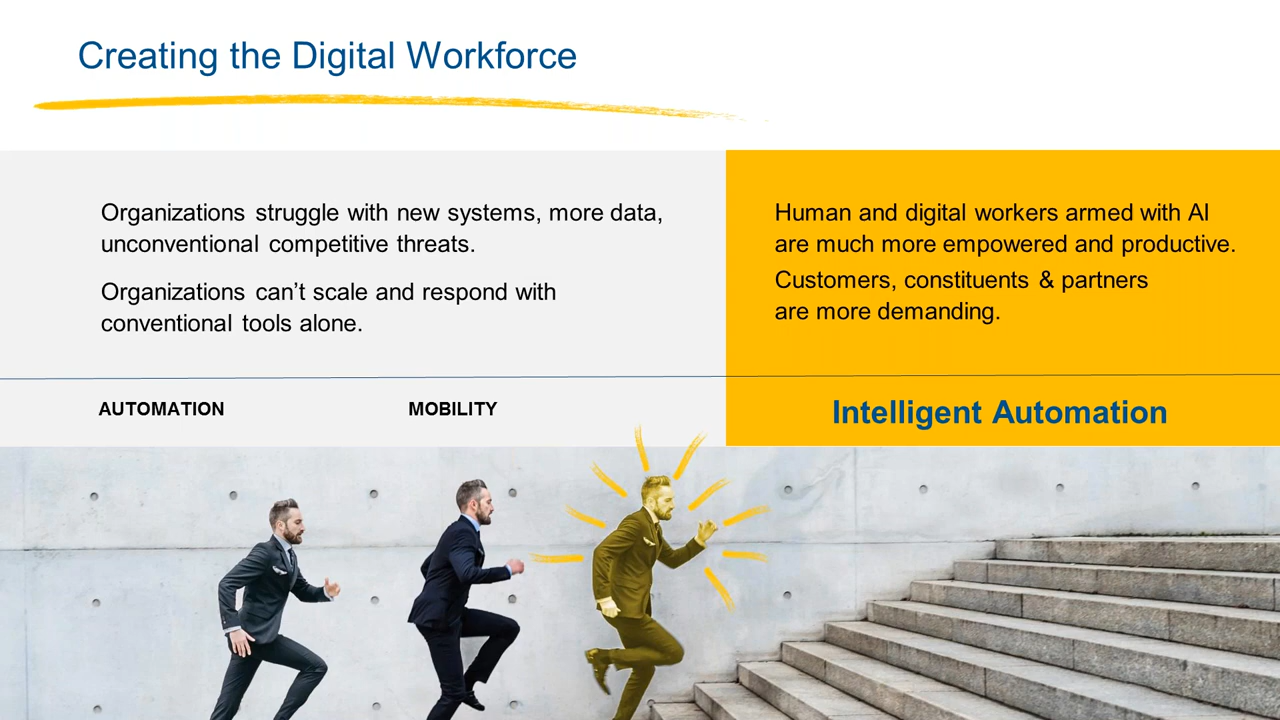 Creating the Digital Workforce
Organizations struggle with new systems, more data,
unconventional competitive threats.
Organizations can’t scale and respond with
conventional tools alone.
Human and digital workers armed with AI
are much more empowered and productive.
Customers, constituents & partners
are more demanding.
AUTOMATION
MOBILITY
Intelligent Automation